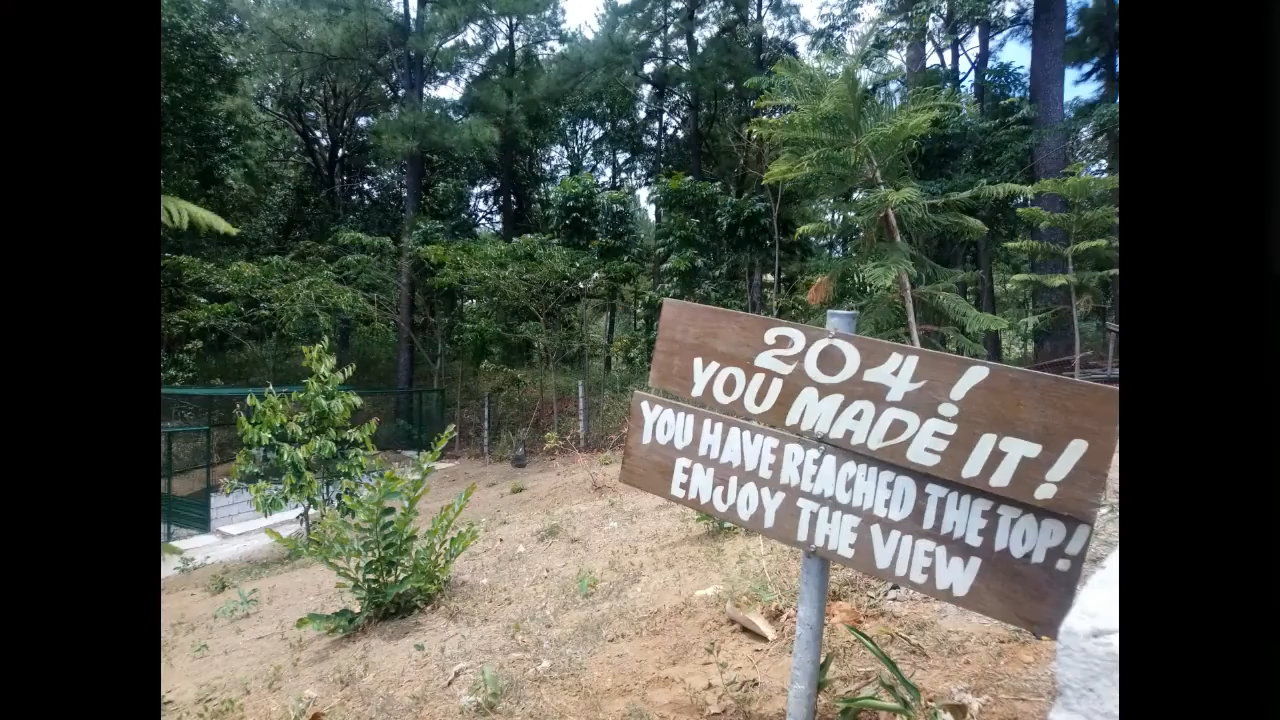 204!
YOU MADE IT!
YOU HAVE REACHED THE TOP!
ENJOY THE VIEW